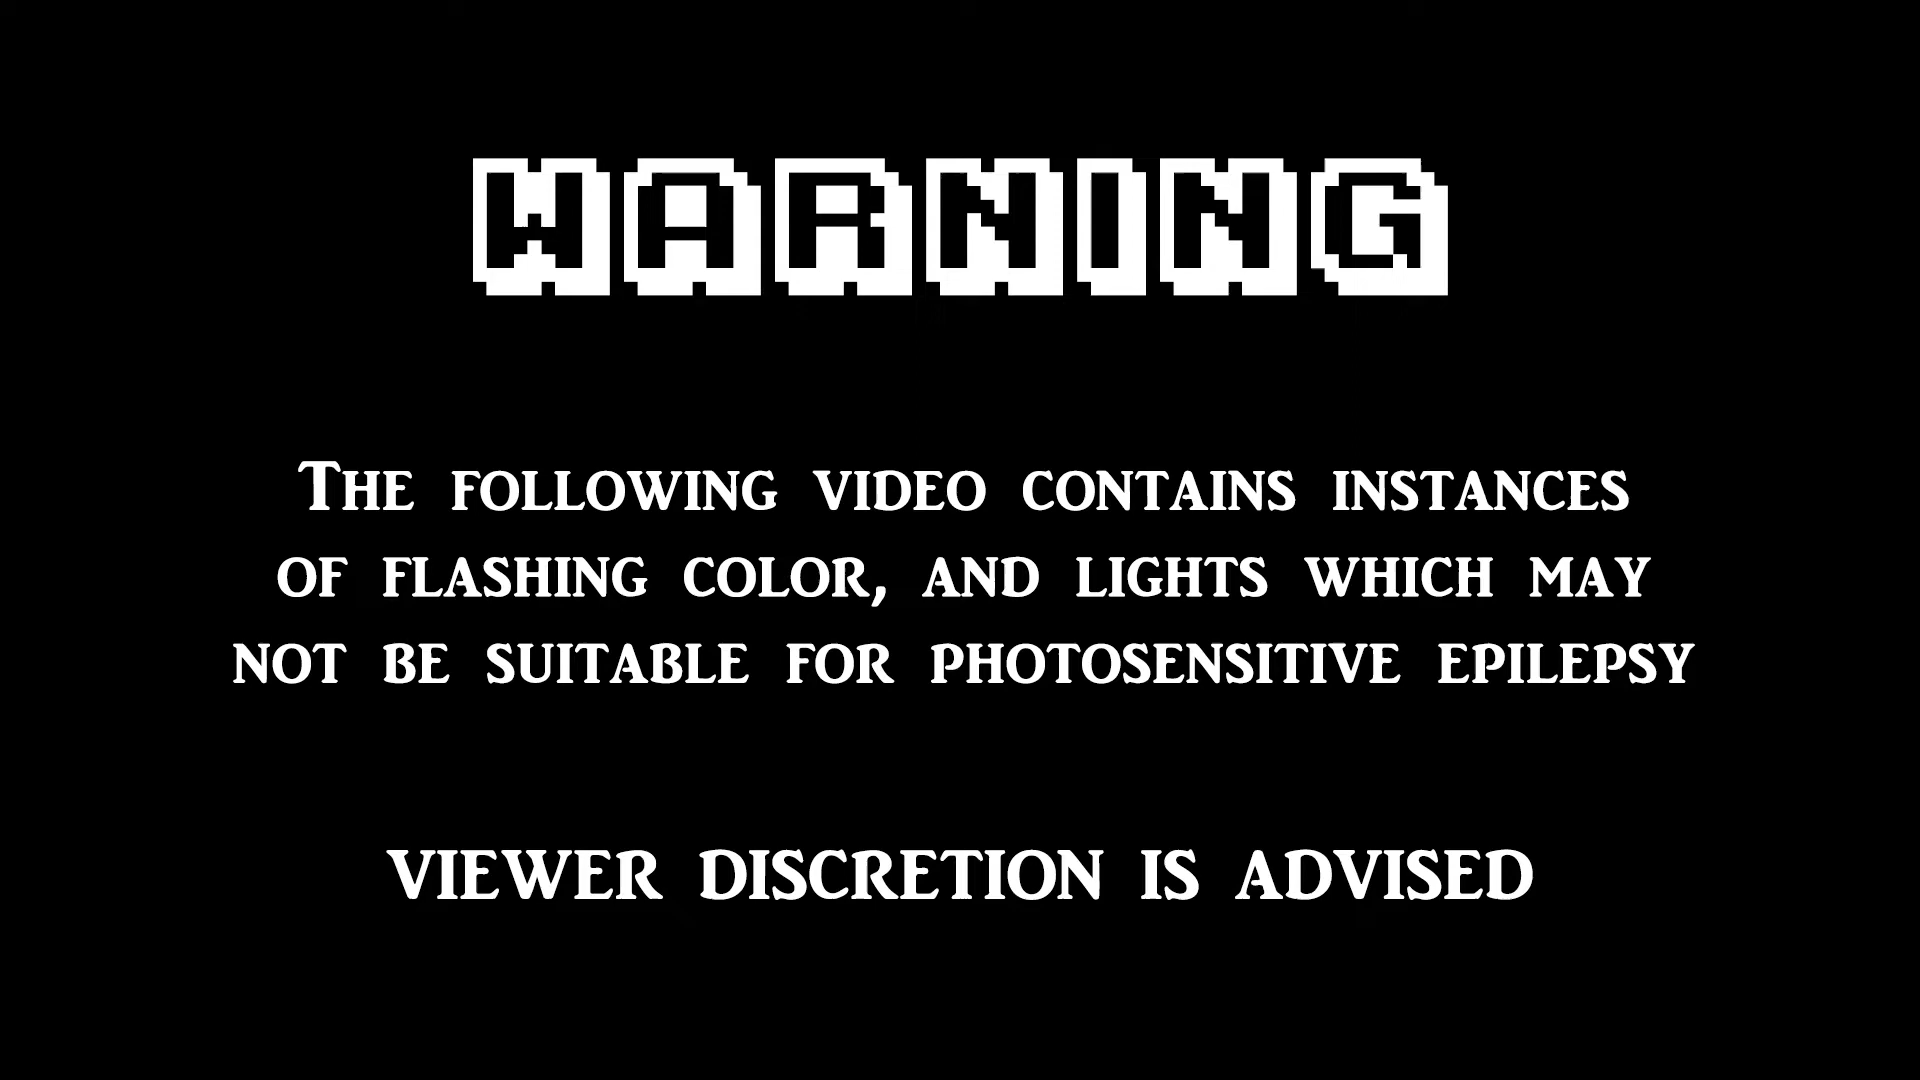 WARNING
The following video contains instances
of flashing color, and lights which may
not be suitable for photosensitive epilepsy
VIEWER DISCRETION IS ADVISED